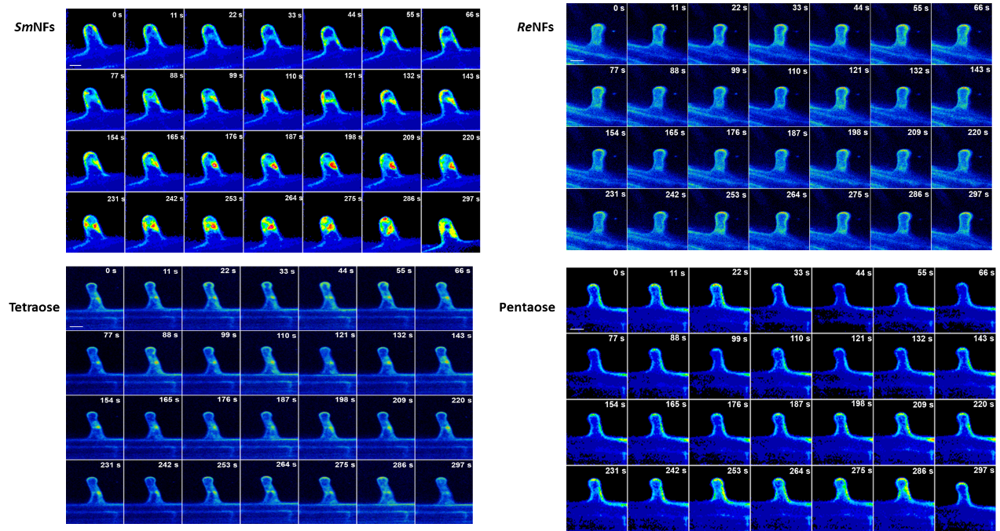 SmNFs
0 s 11 s 22 s 33 s 44 s 55 s 66 s
77 s 88 s 99 s 110 s 121 s 132 s 143 s
154 s 165 s 176 s 187 s 198 s 209 s 220 s
231 s 242 s 253 s 264 s 275 s 286 s 297 s
ReNFs
0 s 11 s 22 s 33 s 44 s 55 s 66 s
77 s 88 s 99 s 110 s 121 s 132 s 143 s
154 s 165 s 176 s 187 s 198 s 209 s 220 s
231 s 242 s 253 s 264 s 275 s 286 s 297 s
Tetraose
0 s 11 s 22 s 33 s 44 s 55 s 66 s
77 s 88 s 99 s 110 s 121 s 132 s 143 s
154 s 165 s 176 s 187 s 198 s 209 s 220 s
231 s 242 s 253 s 264 s 275 s 286 s 297 s
Pentaose
0 s 11 s 22 s 33 s 44 s 55 s 66 s
77 s 88 s 99 s 110 s 121 s 132 s 143 s
154 s 165 s 176 s 187 s 198 s 209 s 220 s
231 s 242 s 253 s 264 s 275 s 286 s 297 s